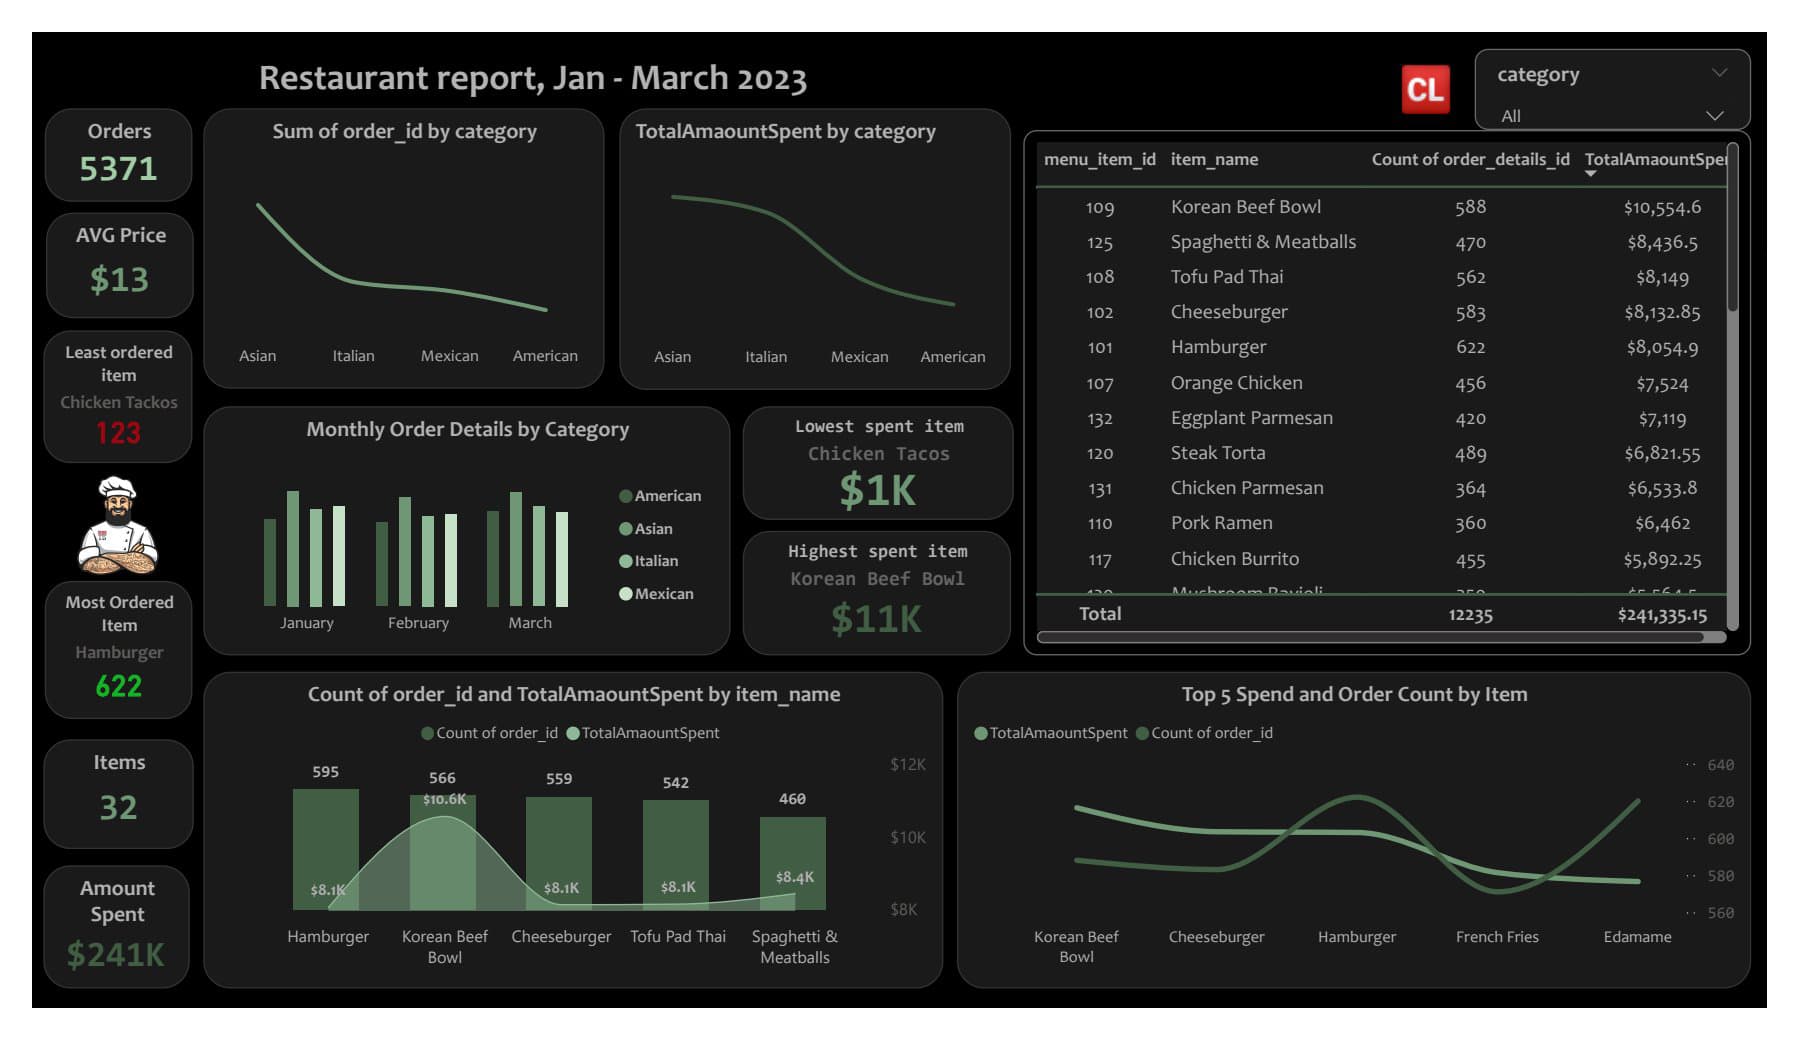 Restaurant report, Jan - March 2023
CL
category
All
Orders
5371
AVG Price
$13
Least ordered
item
Chicken Tackos
123
Most Ordered
Item
Hamburger
622
Items
32
Amount
Spent
$241K
Sum of order_id by category
Asian Italian Mexican American
TotalAmaountSpent by category
Asian Italian Mexican American
Monthly Order Details by Category
American
Asian
Italian
Mexican
January February March
Lowest spent item
Chicken Tacos
$1K
Highest spent item
Korean Beef Bowl
$11K
menu_item_id item_name Count of order_details_id TotalAmaountSper
109 Korean Beef Bowl 588 $10,554.6
125 Spaghetti & Meatballs 470 $8,436.5
108 Tofu Pad Thai 562 $8,149
102 Cheeseburger 583 $8,132.85
101 Hamburger 622 $8,054.9
107 Orange Chicken 456 $7,524
132 Eggplant Parmesan 420 $7,119
120 Steak Torta 489 $6,821.55
131 Chicken Parmesan 364 $6,533.8
110 Pork Ramen 360 $6,462
117 Chicken Burrito 455 $5,892.25
Mushroom Ravioli
Total 12235 $241,335.15
Count of order_id and TotalAmaountSpent by item_name
Count of order_id TotalAmaountSpent
595 566 559 542 460
$8.1K $10.6K $8.1K $8.1K $8.4K
$12K
$10K
$8K
Hamburger Korean Beef Cheeseburger Tofu Pad Thai Spaghetti &
Bowl Meatballs
Top 5 Spend and Order Count by Item
TotalAmaountSpent Count of order_id
640
620
600
580
560
Korean Beef Cheeseburger Hamburger French Fries Edamame
Bowl